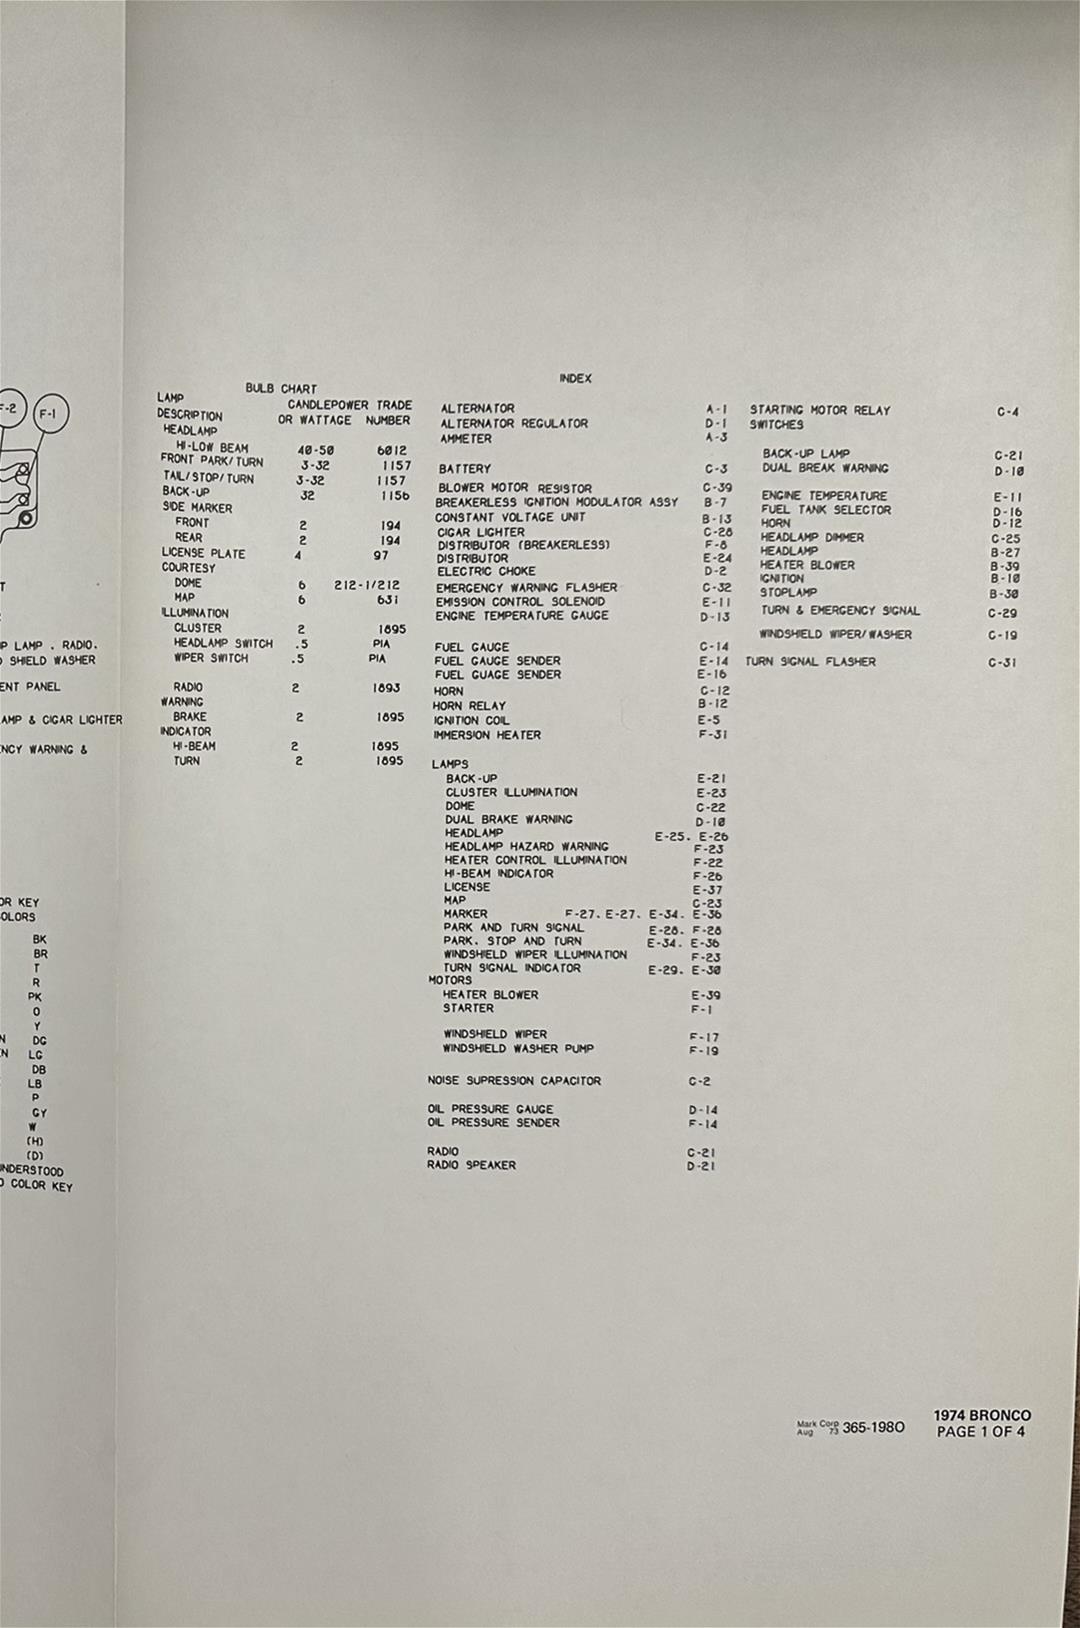 F-2
F-1
T
P LAMP . RADIO.
SHIELD WASHER
ENT PANEL
AMP & CIGAR LIGHTER
NCY WARNING &
OR KEY
OLORS
BK
BR
T
R
PK
O
Y
N DG
N LG
DB
LB
P
GY
W
(H)
(D)
UNDERSTOOD
COLOR KEY
BULB CHART
LAMP CANDLEPOWER TRADE
DESCRIPTION OR WATTAGE NUMBER
HEADLAMP
HI-LOW BEAM 40-50 6012
FRONT PARK/TURN 3-32 1157
TAIL/STOP/TURN 3-32 1157
BACK-UP 32 1156
SIDE MARKER
FRONT 2 194
REAR 2 194
LICENSE PLATE 4 97
COURTESY
DOME 6 212-1/212
MAP 6 631
ILLUMINATION
CLUSTER 2 1895
HEADLAMP SWITCH .5 PIA
WIPER SWITCH .5 PIA
RADIO 2 1893
WARNING
BRAKE 2 1895
INDICATOR
HI-BEAM 2 1895
TURN 2 1895
INDEX
ALTERNATOR A-1
ALTERNATOR REGULATOR D-1
AMMETER A-3
BATTERY C-3
BLOWER MOTOR RESISTOR C-39
BREAKERLESS IGNITION MODULATOR ASSY B-7
CONSTANT VOLTAGE UNIT B-13
CIGAR LIGHTER C-28
DISTRIBUTOR (BREAKERLESS) F-8
DISTRIBUTOR E-24
ELECTRIC CHOKE D-2
EMERGENCY WARNING FLASHER C-32
EMISSION CONTROL SOLENOID E-11
ENGINE TEMPERATURE GAUGE D-13
FUEL GAUGE C-14
FUEL GAUGE SENDER E-14
FUEL GUAGE SENDER E-16
HORN C-12
HORN RELAY B-12
IGNITION COIL E-5
IMMERSION HEATER F-31
LAMPS
BACK-UP E-21
CLUSTER ILLUMINATION E-23
DOME C-22
DUAL BRAKE WARNING D-10
HEADLAMP E-25. E-26
HEADLAMP HAZARD WARNING F-23
HEATER CONTROL ILLUMINATION F-22
HI-BEAM INDICATOR F-26
LICENSE E-37
MAP C-23
MARKER F-27. E-27. E-34. E-36
PARK AND TURN SIGNAL E-28. F-28
PARK. STOP AND TURN E-34. E-36
WINDSHIELD WIPER ILLUMINATION F-23
TURN SIGNAL INDICATOR E-29. E-30
MOTORS
HEATER BLOWER E-39
STARTER F-1
WINDSHIELD WIPER F-17
WINDSHIELD WASHER PUMP F-19
NOISE SUPRESSION CAPACITOR C-2
OIL PRESSURE GAUGE D-14
OIL PRESSURE SENDER F-14
RADIO C-21
RADIO SPEAKER D-21
STARTING MOTOR RELAY C-4
SWITCHES
BACK-UP LAMP C-21
DUAL BREAK WARNING D-10
ENGINE TEMPERATURE E-11
FUEL TANK SELECTOR D-16
HORN D-12
HEADLAMP DIMMER C-25
HEADLAMP B-27
HEATER BLOWER B-39
IGNITION B-10
STOPLAMP B-30
TURN & EMERGENCY SIGNAL C-29
WINDSHIELD WIPER/WASHER C-19
TURN SIGNAL FLASHER C-31
Mark Corp
Aug 73 365-1980
1974 BRONCO
PAGE 1 OF 4